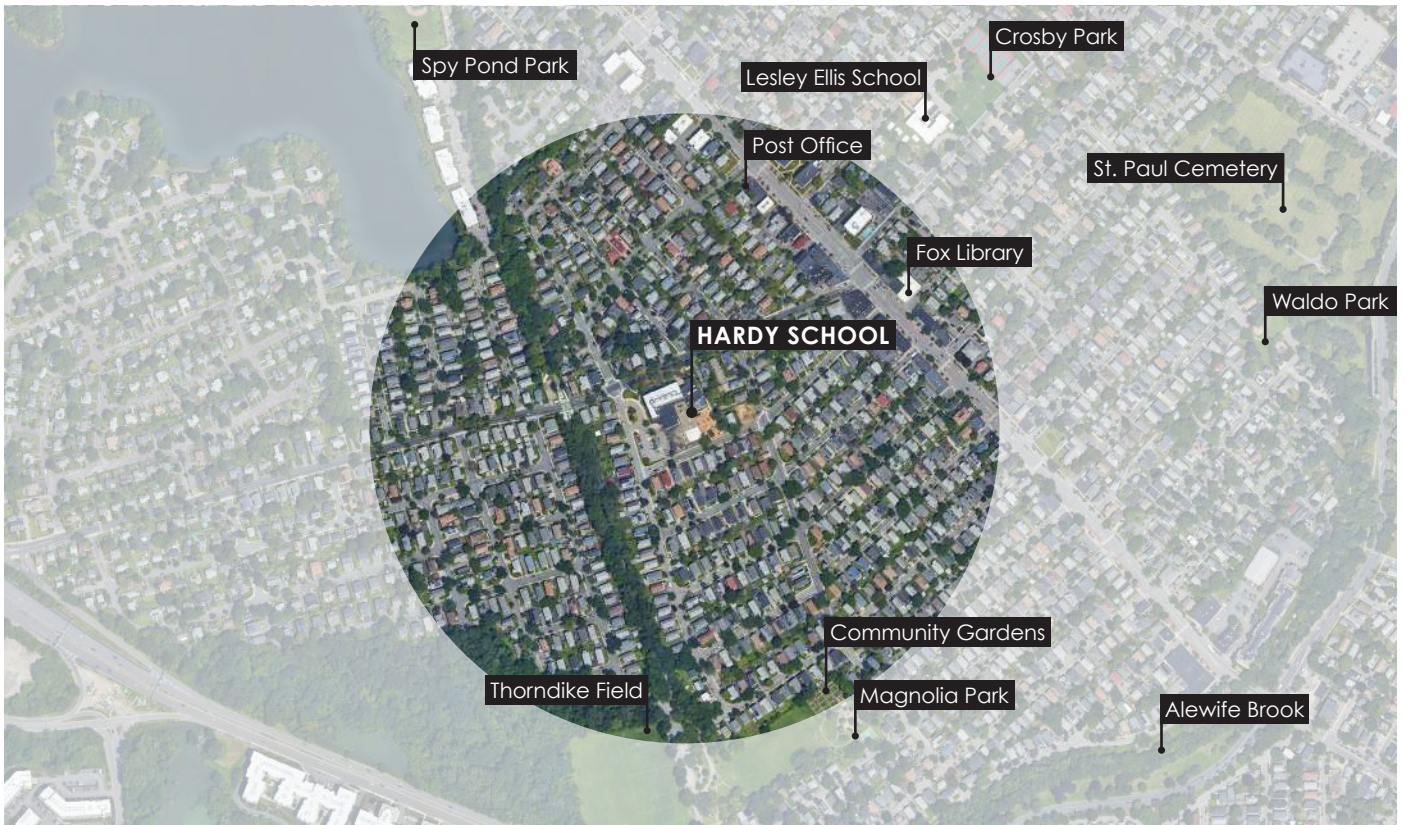 Crosby Park
Spy Pond Park
Lesley Ellis School
Post Office
St. Paul Cemetery
Fox Library
Waldo Park
HARDY SCHOOL
Community Gardens
Thorndike Field
Magnolia Park
Alewife Brook